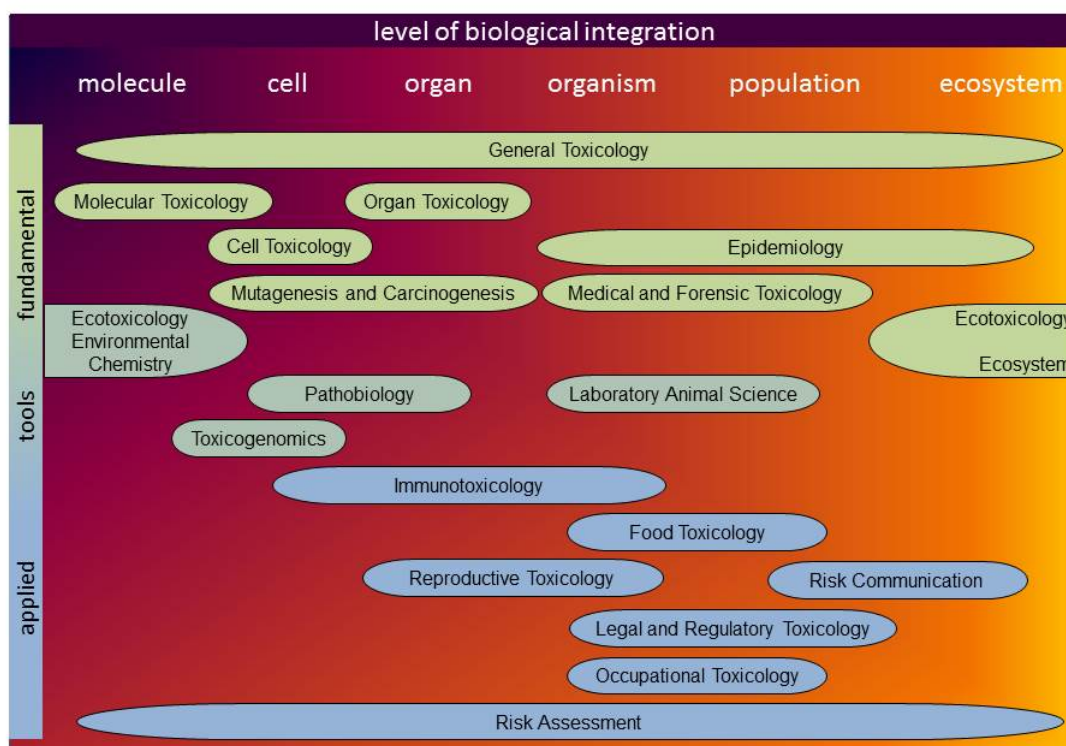 level of biological integration
molecule cell organ organism population ecosystem
fundamental
General Toxicology
Molecular Toxicology
Organ Toxicology
Cell Toxicology
Epidemiology
Mutagenesis and Carcinogenesis
Medical and Forensic Toxicology
Ecotoxicology
Environmental
Chemistry
Ecotoxicology
Ecosystem
tools
Pathobiology
Laboratory Animal Science
Toxicogenomics
applied
Immunotoxicology
Food Toxicology
Reproductive Toxicology
Risk Communication
Legal and Regulatory Toxicology
Occupational Toxicology
Risk Assessment